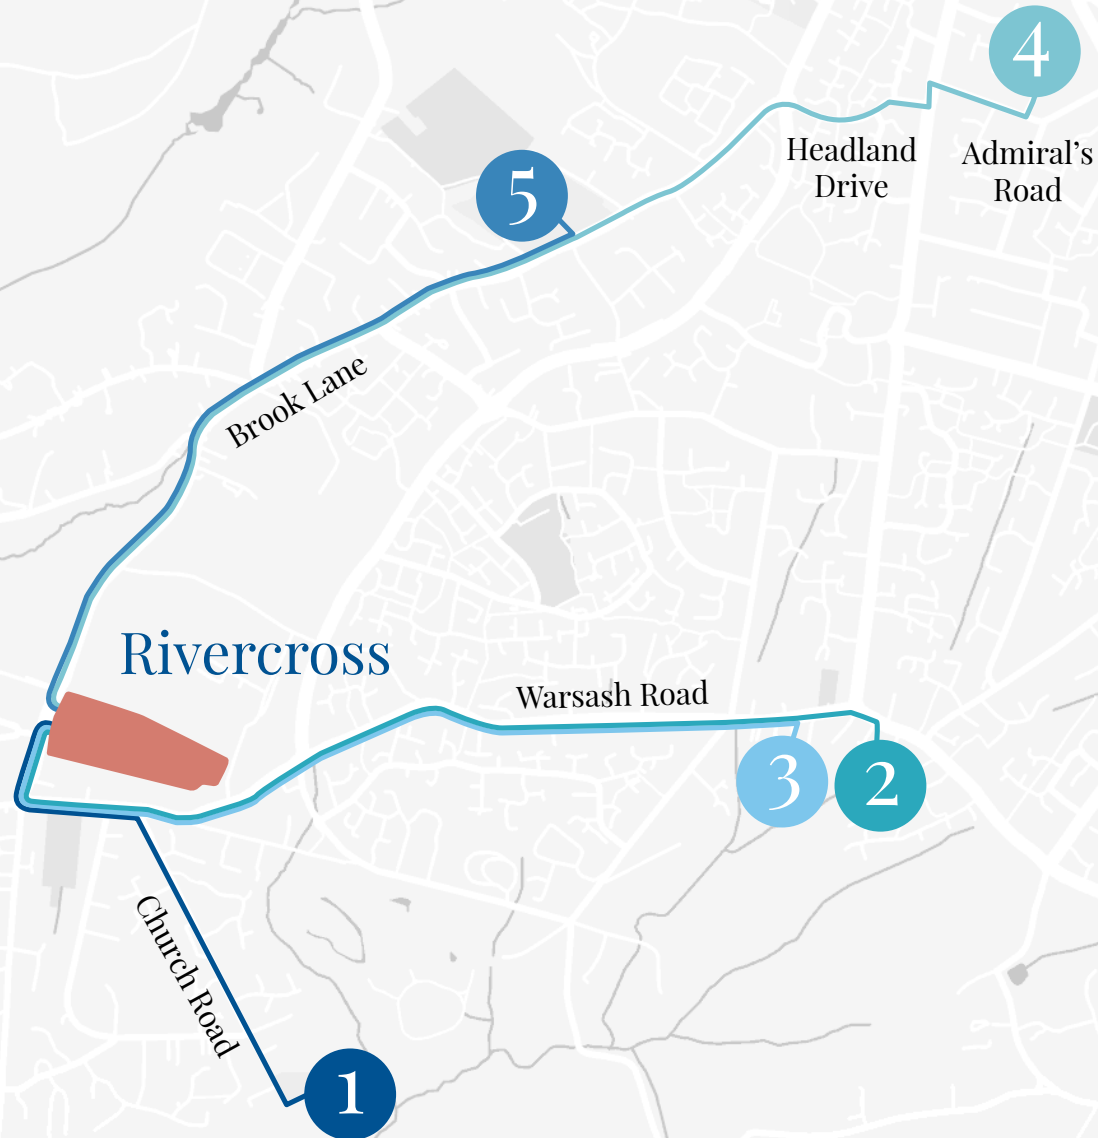 4
Headland
Drive
Admiral’s
Road
5
Brook Lane
Rivercross
Warsash Road
3
2
Church Road
1